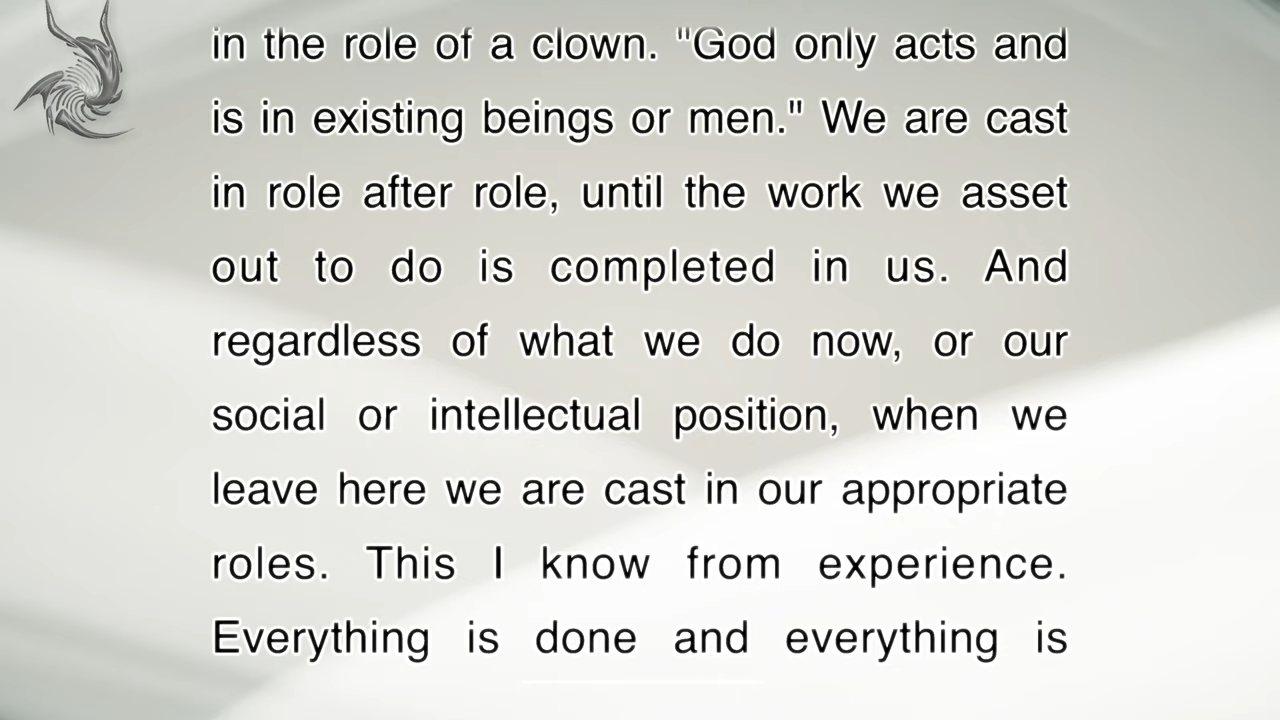 in the role of a clown. "God only acts and
is in existing beings or men." We are cast
in role after role, until the work we asset
out to do is completed in us. And
regardless of what we do now, or our
social or intellectual position, when we
leave here we are cast in our appropriate
roles. This I know from experience.
Everything is done and everything is